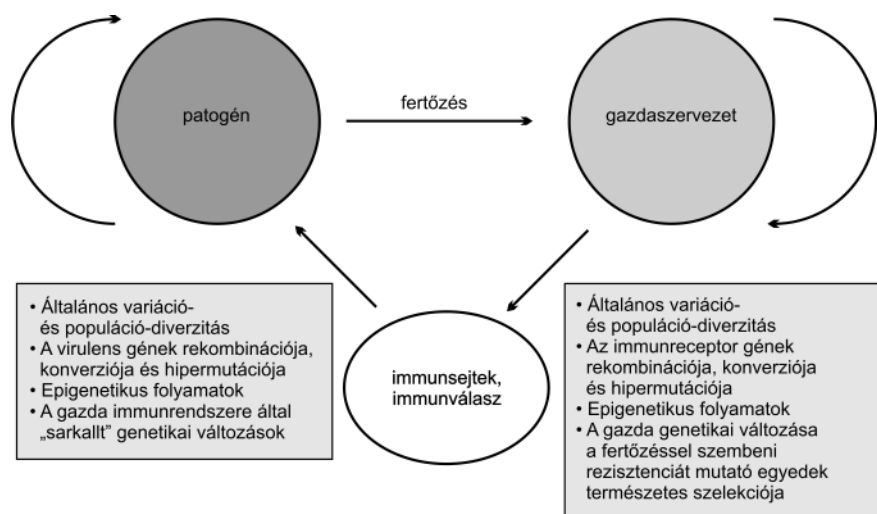 patogén
fertőzés
gazdaszervezet
• Általános variáció-
és populáció-diverzitás
• A virulens gének rekombinációja,
konverziója és hipermutációja
• Epigenetikus folyamatok
• A gazda immunrendszere által
„sarkallt” genetikai változások
immunsejtek,
immunválasz
• Általános variáció-
és populáció-diverzitás
• Az immunreceptor gének
rekombinációja, konverziója
és hipermutációja
• Epigenetikus folyamatok
• A gazda genetikai változása
a fertőzéssel szembeni
rezisztenciát mutató egyedek
természetes szelekciója